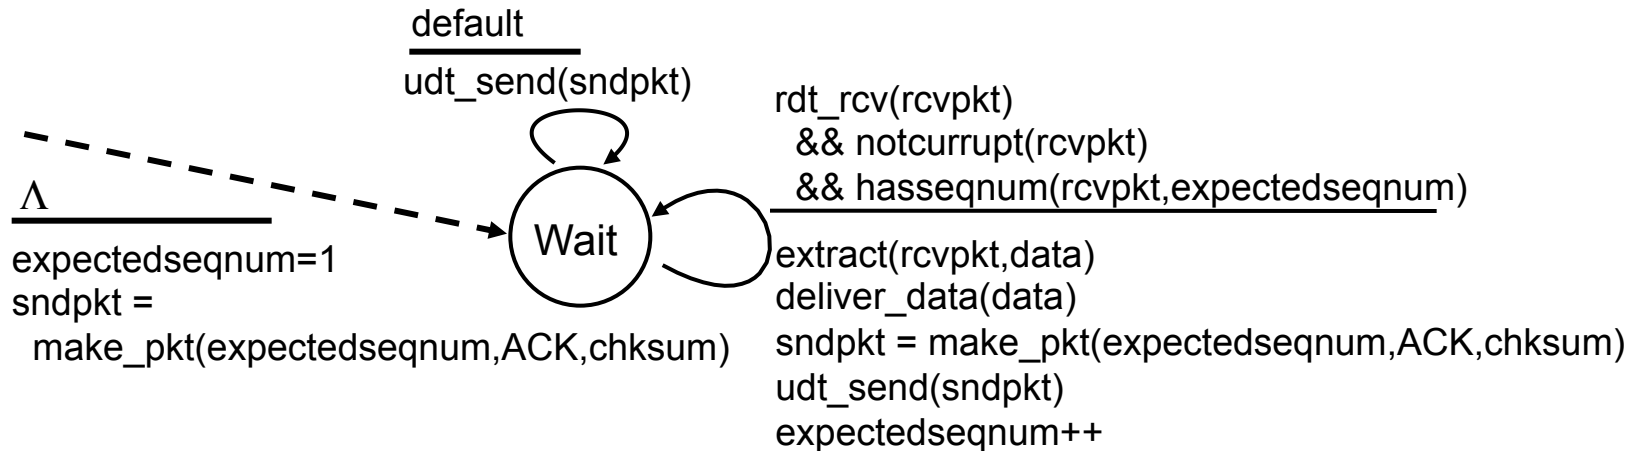 default
udt_send(sndpkt)
rdt_rcv(rcvpkt)
&& notcurrupt(rcvpkt)
&& hasseqnum(rcvpkt,expectedseqnum)
Λ
expectedseqnum=1
sndpkt =
make_pkt(expectedseqnum,ACK,chksum)
Wait
extract(rcvpkt,data)
deliver_data(data)
sndpkt = make_pkt(expectedseqnum,ACK,chksum)
udt_send(sndpkt)
expectedseqnum++